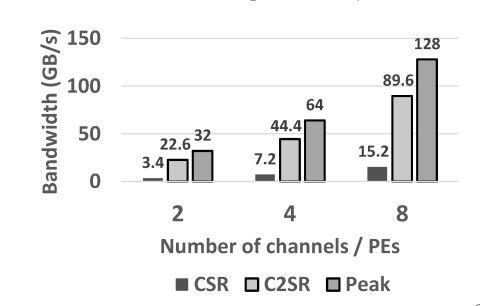 Bandwidth (GB/s)
150
100
50
0
3.4 22.6 32
7.2 44.4 64
15.2 89.6 128
2 4 8
Number of channels / PEs
CSR C2SR Peak